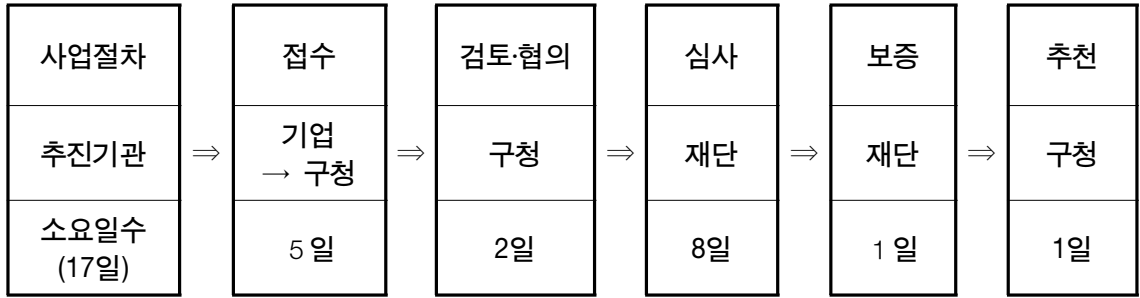 사업절차 접수 검토·협의 심사 보증 추천
추진기관 ⇒ 기업 → 구청 ⇒ 구청 ⇒ 재단 ⇒ 재단 ⇒ 구청
소요일수 (17일) 5일 2일 8일 1일 1일